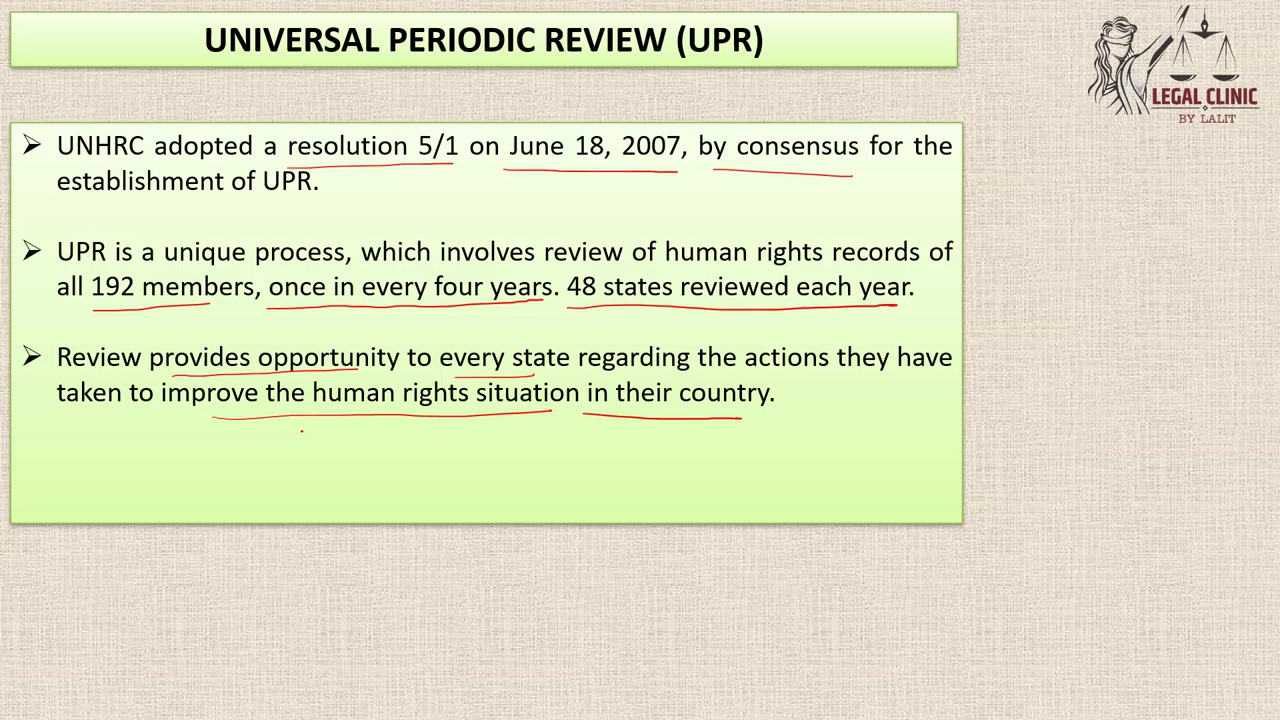 UNIVERSAL PERIODIC REVIEW (UPR)
LEGAL CLINIC
BY LALIT
➢ UNHRC adopted a resolution 5/1 on June 18, 2007, by consensus for the
establishment of UPR.
➢ UPR is a unique process, which involves review of human rights records of
all 192 members, once in every four years. 48 states reviewed each year.
➢ Review provides opportunity to every state regarding the actions they have
taken to improve the human rights situation in their country.